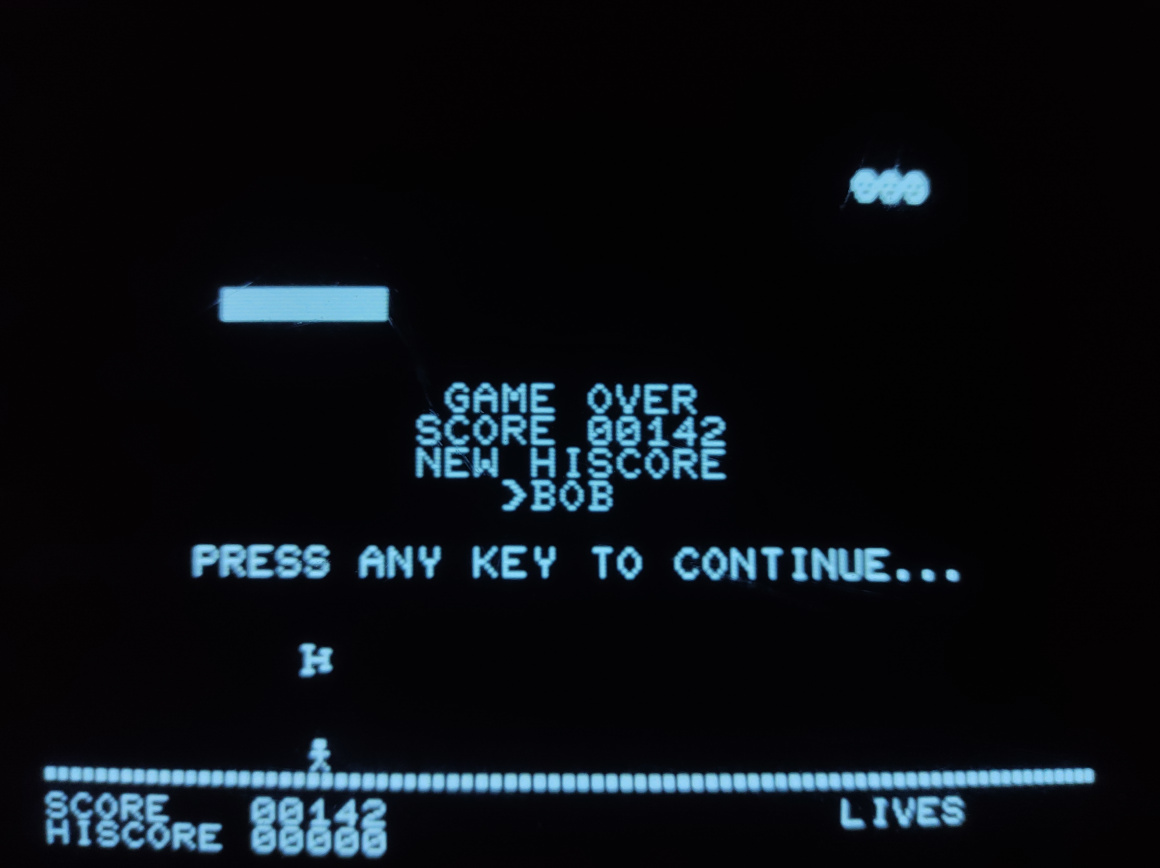 GAME OVER
SCORE 00142
NEW HISCORE
>BOB
PRESS ANY KEY TO CONTINUE...
SCORE 00142
LIVES
HISCORE 00000